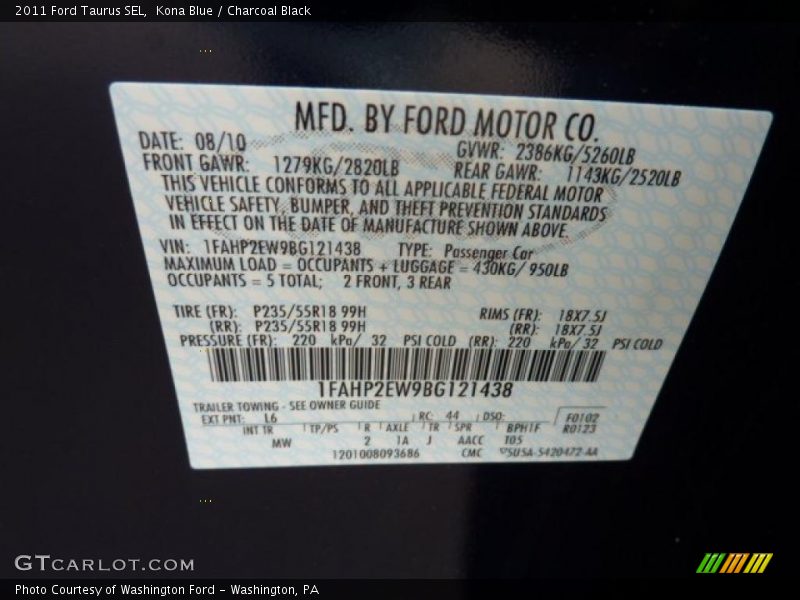 2011 Ford Taurus SEL, Kona Blue / Charcoal Black
MFD. BY FORD MOTOR CO.
DATE: 08/10 GVWR: 2386KG/5260LB
FRONT GAWR: 1279KG/2820LB REAR GAWR: 1143KG/2520LB
THIS VEHICLE CONFORMS TO ALL APPLICABLE FEDERAL MOTOR
VEHICLE SAFETY, BUMPER, AND THEFT PREVENTION STANDARDS
IN EFFECT ON THE DATE OF MANUFACTURE SHOWN ABOVE.
VIN: 1FAHP2EW9BG121438 TYPE: Passenger Car
MAXIMUM LOAD = OCCUPANTS + LUGGAGE = 430KG/ 950LB
OCCUPANTS = 5 TOTAL; 2 FRONT, 3 REAR
TIRE (FR): P235/55R18 99H RIMS (FR): 18X7.5J
(RR): P235/55R18 99H (RR): 18X7.5J
PRESSURE (FR): 220 kPa/ 32 PSI COLD (RR): 220 kPa/ 32 PSI COLD
1FAHP2EW9BG121438
TRAILER TOWING - SEE OWNER GUIDE
EXT PNT: L6 RC: 44 DSO: F0102
INT TR TP/PS R AXLE TR SPR R0123
MW 2 1A J AACC
1201008093686 CMC 5U5A-5420472-AA
GTCARLOT.COM
Photo Courtesy of Washington Ford - Washington, PA